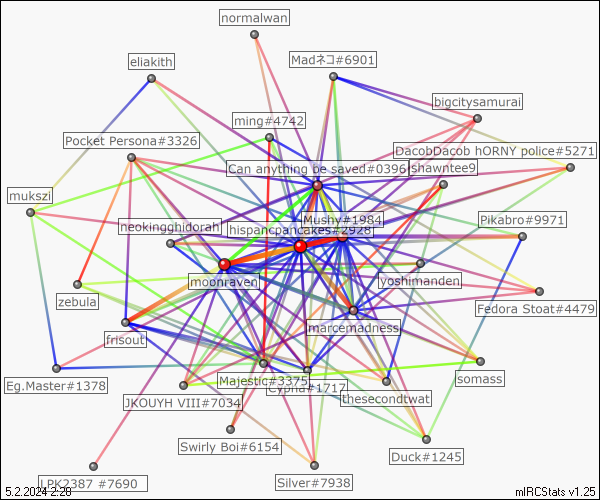 normalwan
Madネコ#6901
eliakith
bigcitysamurai
ming#4742
Pocket Persona#3326
DacobDacob hORNY police#5271
Can anything be saved#0396
shawntee9
mukszi
Mushy#1984
neokingghidorah
hispancpancakes#2928
Pikabro#9971
moonraven
yoshimanden
zebula
Fedora Stoat#4479
frisout
marcemadness
Eg.Master#1378
Majestic#3375
somass
JKOUYH VIII#7034
thesecondtwat
Swirly Boi#6154
Duck#1245
LPK2387 #7690
Silver#7938
5.2.2024 2:28
mIRCStats v1.25